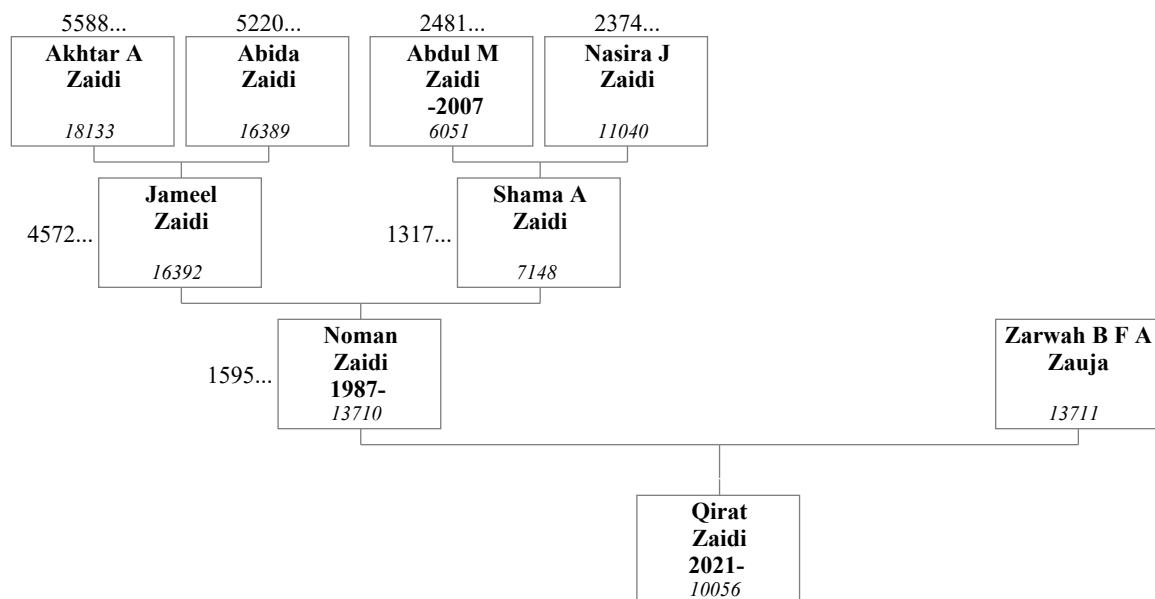 5588...
5220...
2481...
2374...
Akhtar A
Zaidi
18133
Abida
Zaidi
16389
Abdul M
Zaidi
-2007
6051
Nasira J
Zaidi
11040
4572...
Jameel
Zaidi
16392
1317...
Shama A
Zaidi
7148
1595...
Noman
Zaidi
1987-
13710
Zarwah B F A
Zauja
13711
Qirat
Zaidi
2021-
10056